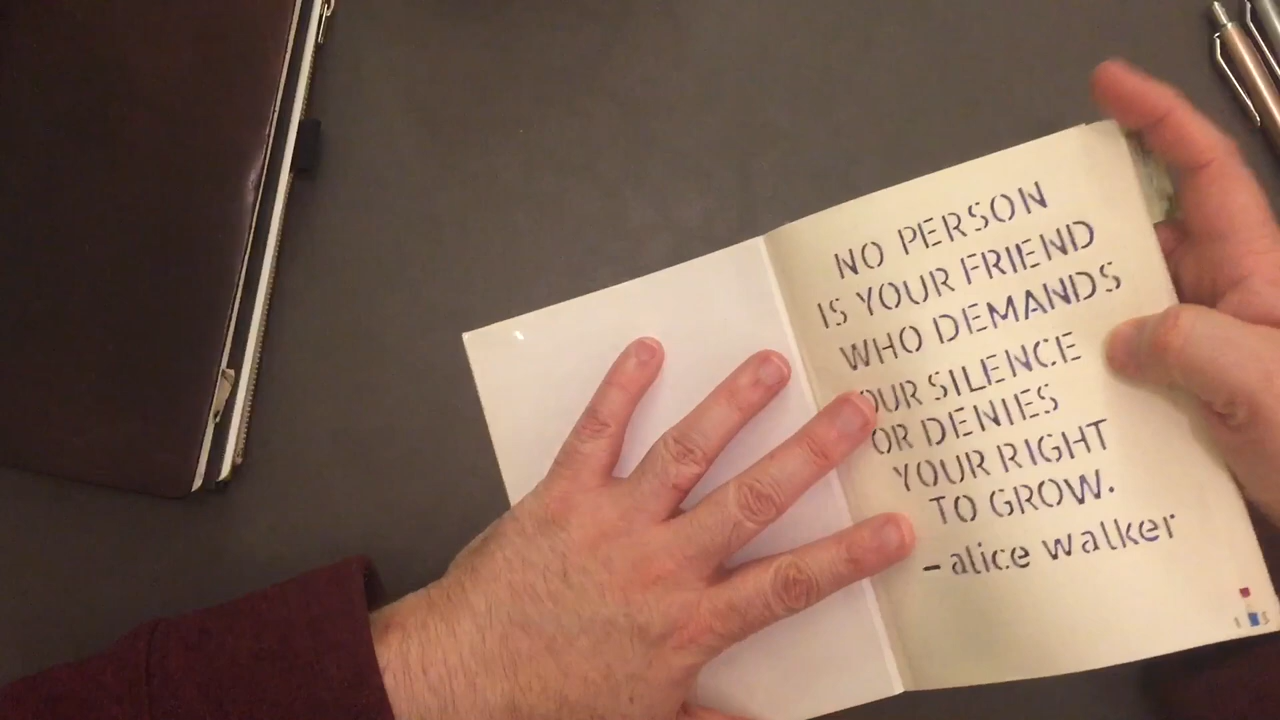 NO PERSON
IS YOUR FRIEND
WHO DEMANDS
OUR SILENCE
OR DENIES
YOUR RIGHT
TO GROW.
-alice walker